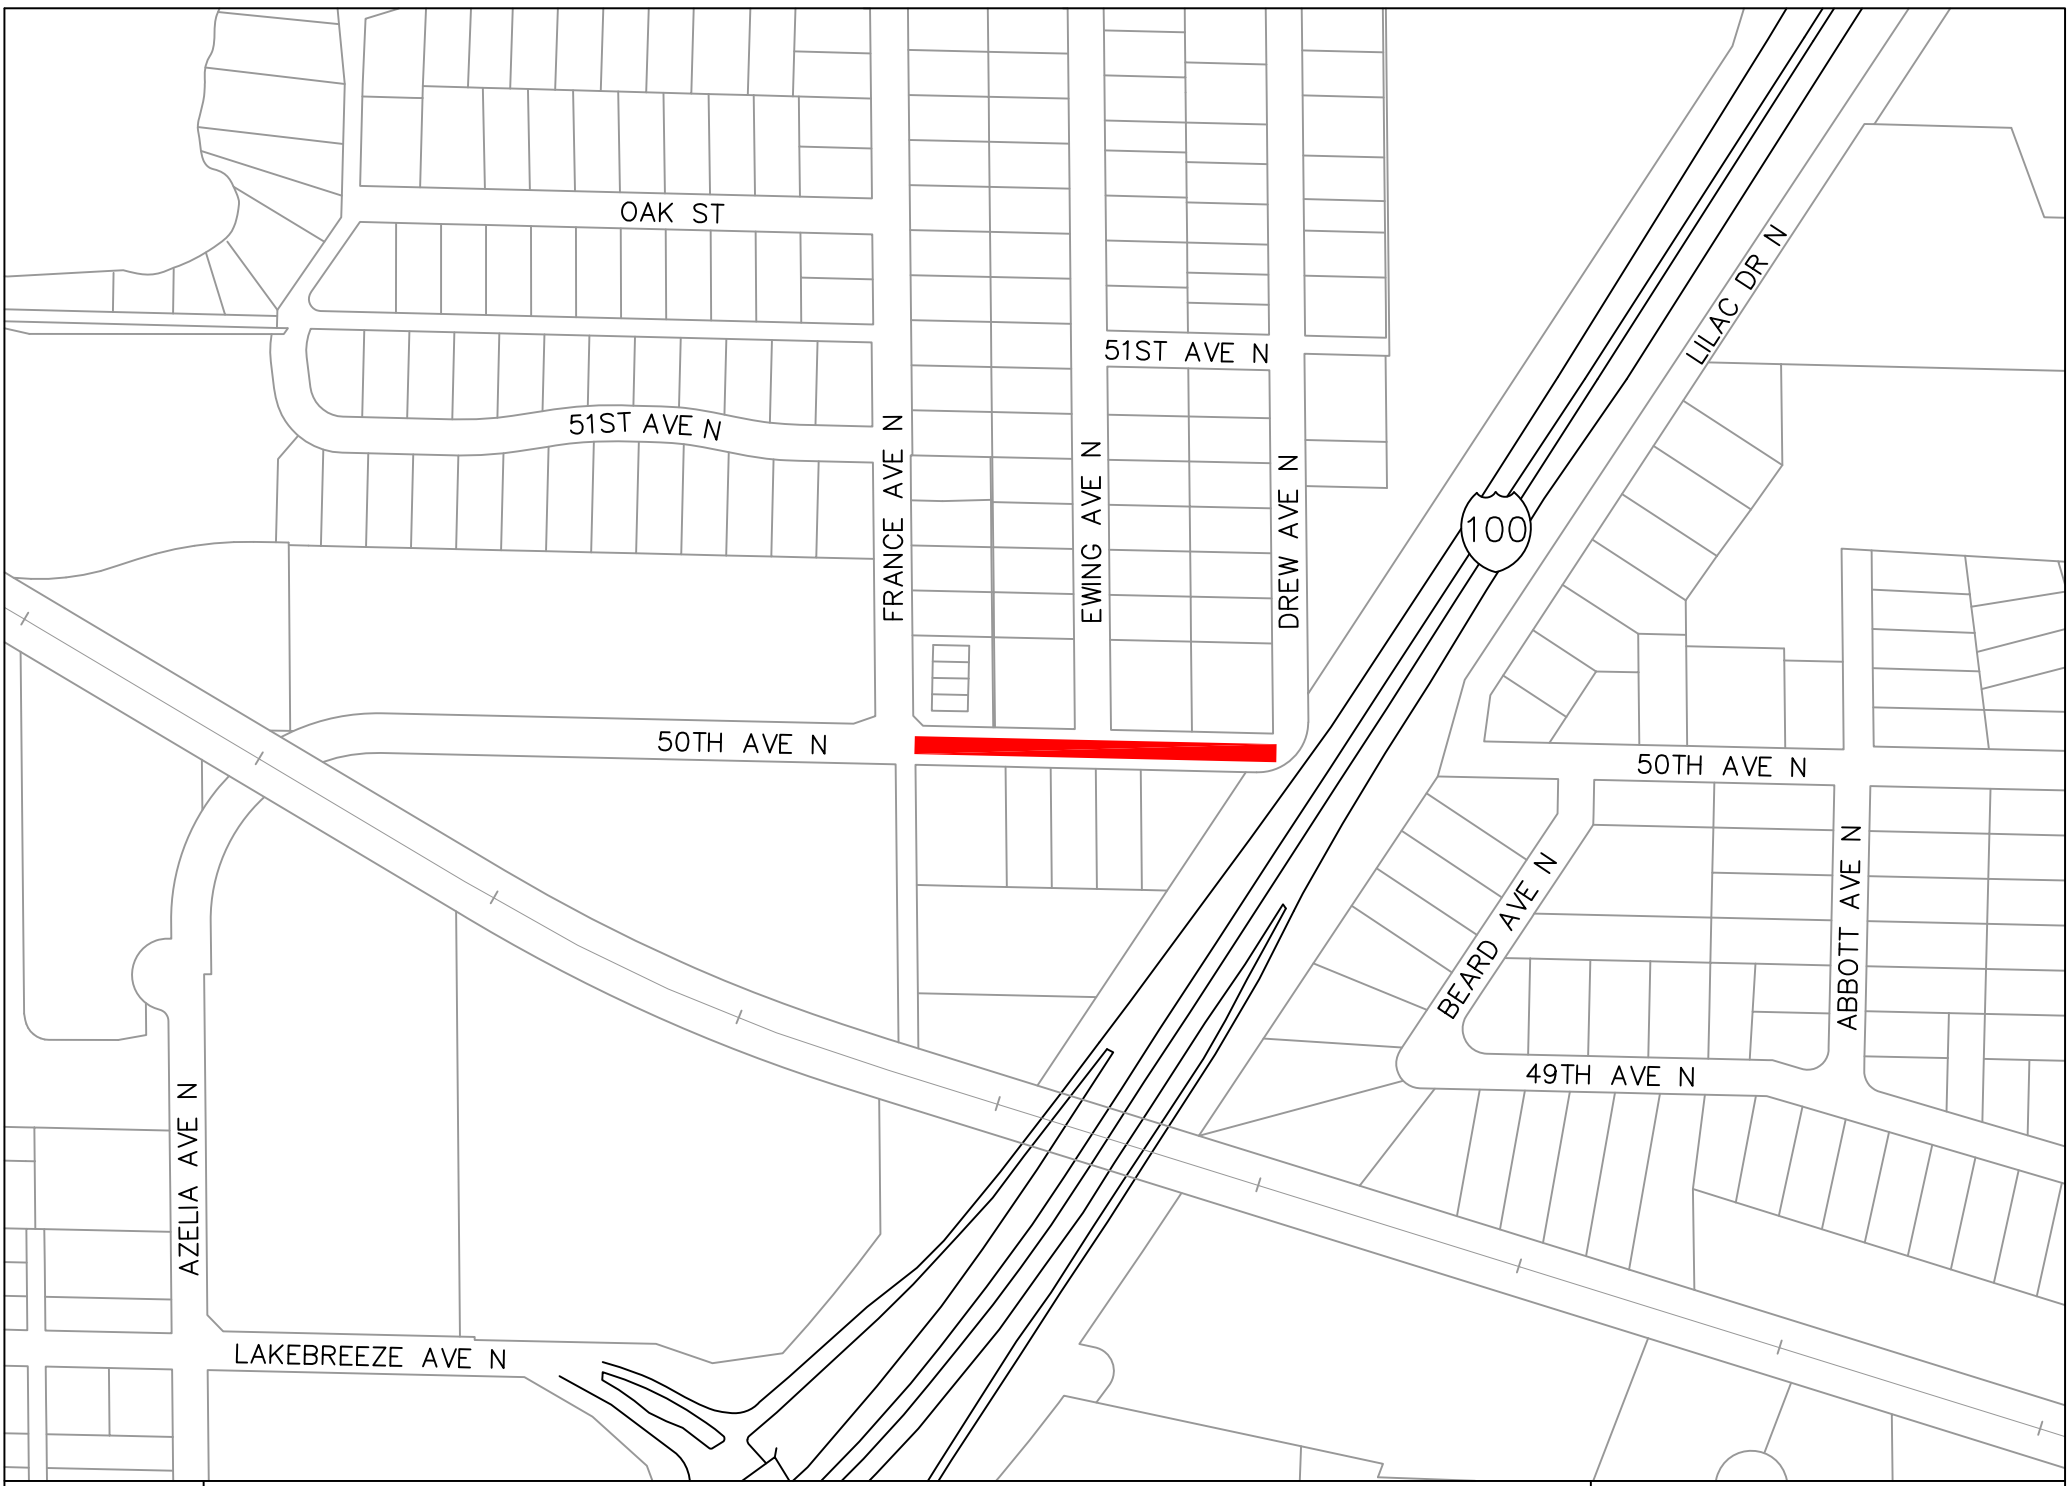 OAK ST
LILAC DR N
51ST AVE N
51ST AVE N
FRANCE AVE N
EWING AVE N
DREW AVE N
100
50TH AVE N
50TH AVE N
BEARD AVE N
ABBOTT AVE N
49TH AVE N
AZELIA AVE N
LAKEBREEZE AVE N